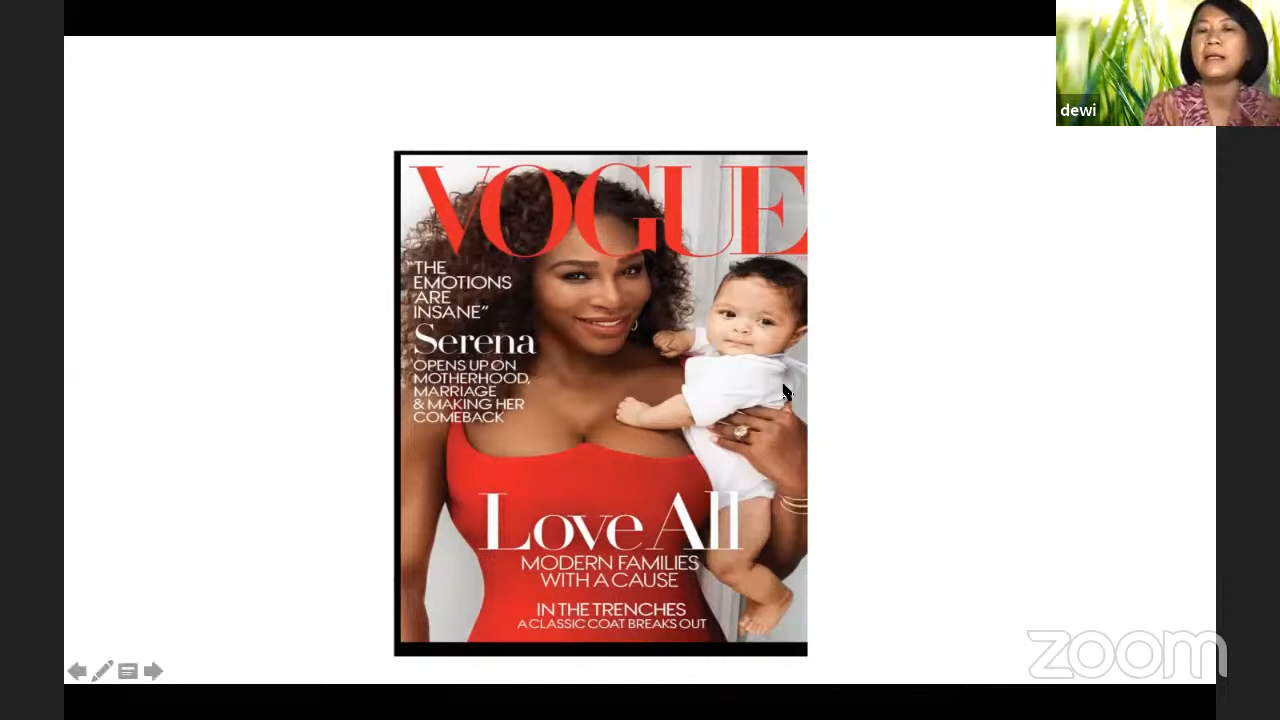 dewi
VOGUE
"THE
EMOTIONS
ARE
INSANE"
Serena
OPENS UP ON
MOTHERHOOD,
MARRIAGE
& MAKING HER
COMEBACK
Love All
MODERN FAMILIES
WITH A CAUSE
IN THE TRENCHES
A CLASSIC COAT BREAKS OUT
zoom